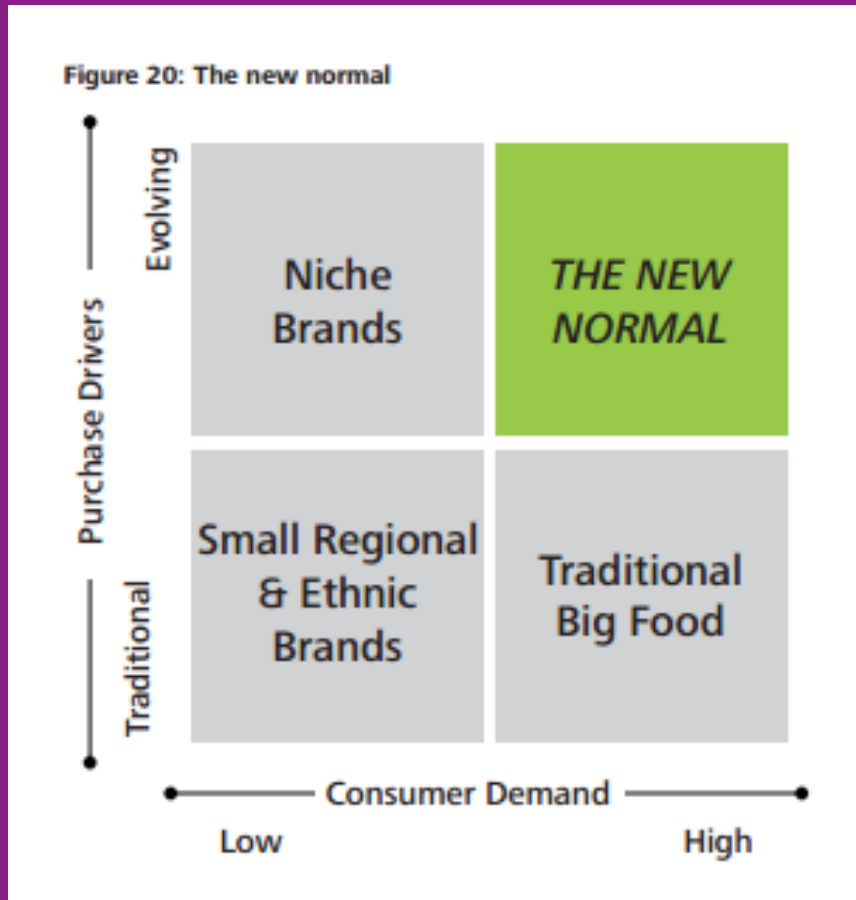 Figure 20: The new normal
Evolving
Purchase Drivers
Traditional
Niche
Brands
THE NEW
NORMAL
Small Regional
& Ethnic
Brands
Traditional
Big Food
Consumer Demand
Low
High